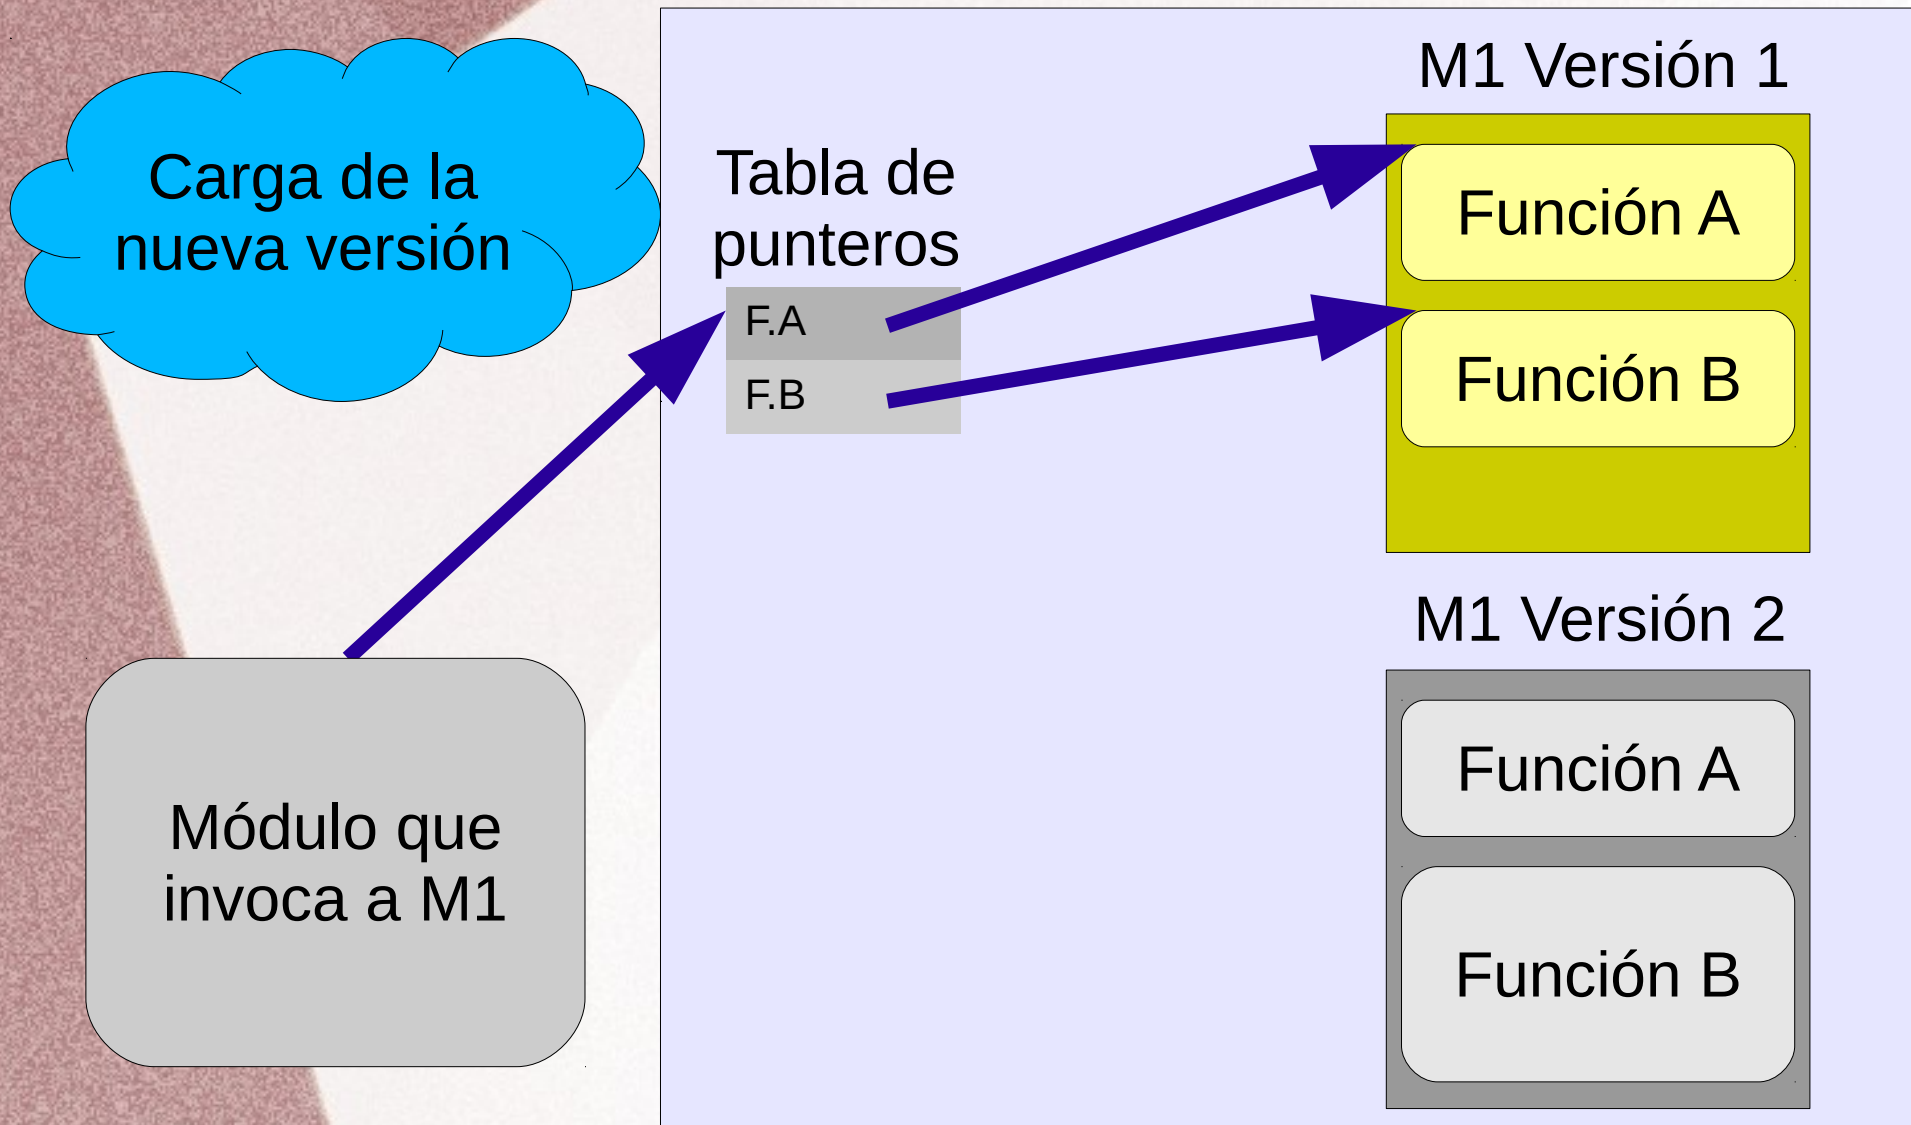 Carga de la
nueva versión
Tabla de
punteros
F.A
F.B
M1 Versión 1
Función A
Función B
Módulo que
invoca a M1
M1 Versión 2
Función A
Función B